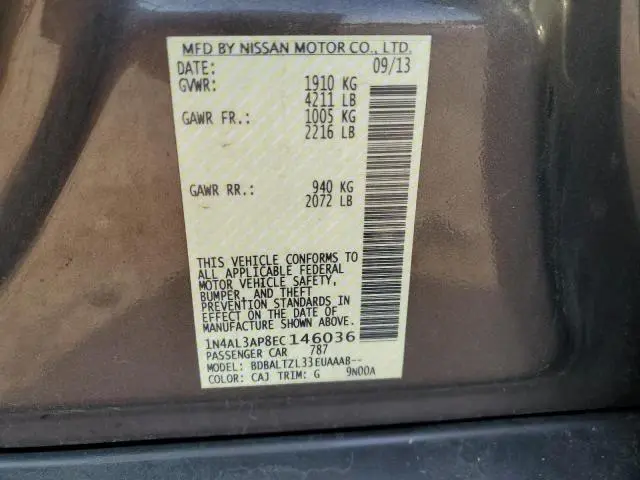 MFD BY NISSAN MOTOR CO., LTD.
DATE: 09/13
GVWR: 1910 KG
4211 LB
GAWR FR.: 1005 KG
2216 LB
GAWR RR.: 940 KG
2072 LB
THIS VEHICLE CONFORMS TO
ALL APPLICABLE FEDERAL
MOTOR VEHICLE SAFETY,
BUMPER, AND THEFT
PREVENTION STANDARDS IN
EFFECT ON THE DATE OF
MANUFACTURE SHOWN ABOVE.
1N4AL3AP8EC146036
PASSENGER CAR 787
MODEL: BDBALTZL33EUAAAB--
COLOR: CAJ TRIM: G 9N00A